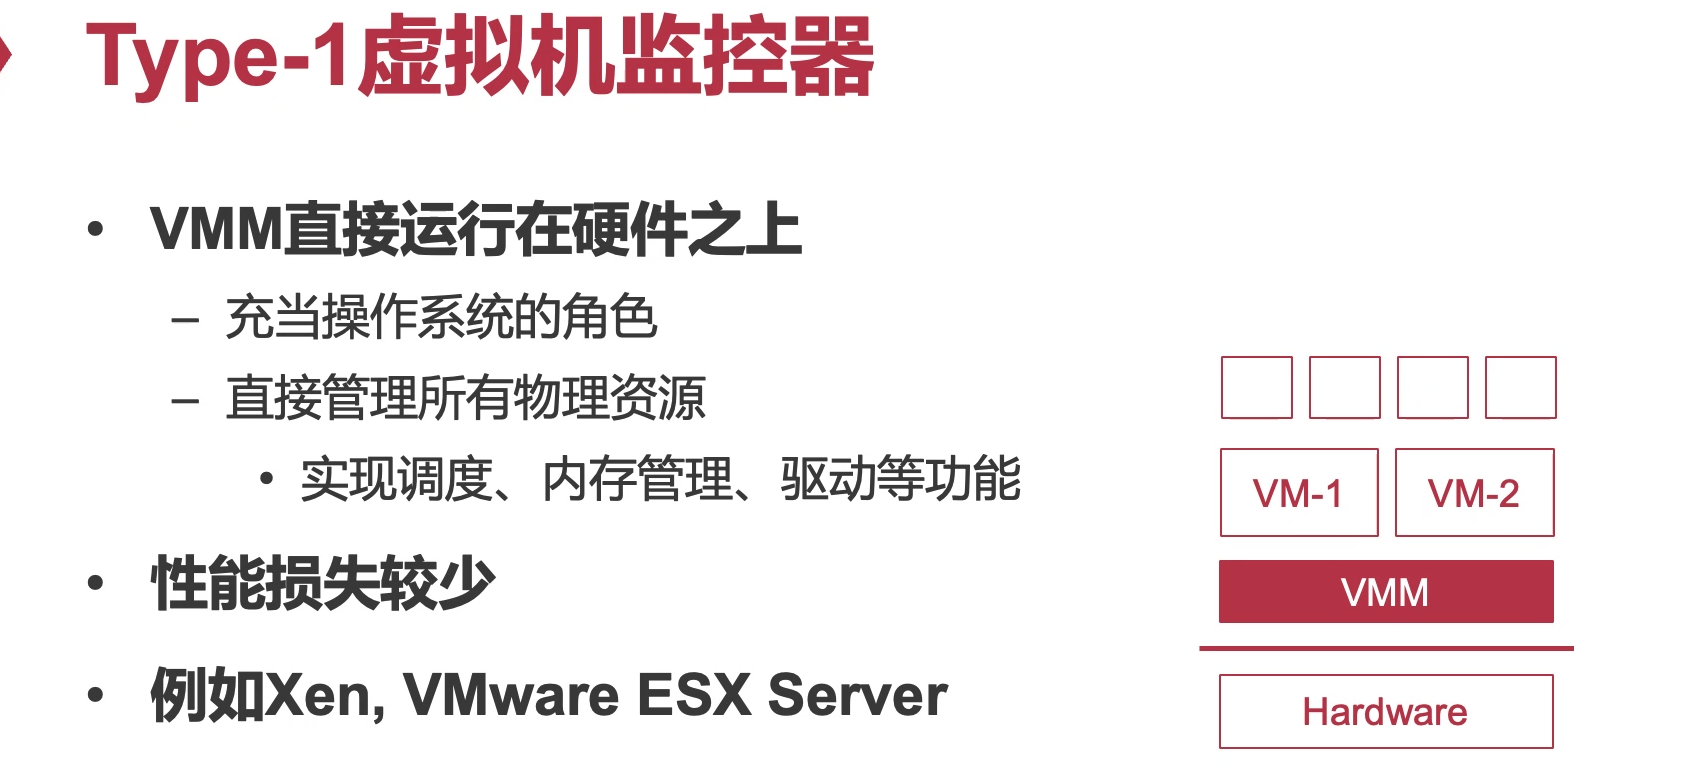 Type-1虚拟机监控器
• VMM直接运行在硬件之上
– 充当操作系统的角色
– 直接管理所有物理资源
• 实现调度、内存管理、驱动等功能
• 性能损失较少
• 例如Xen, VMware ESX Server
VM-1 VM-2
VMM
Hardware